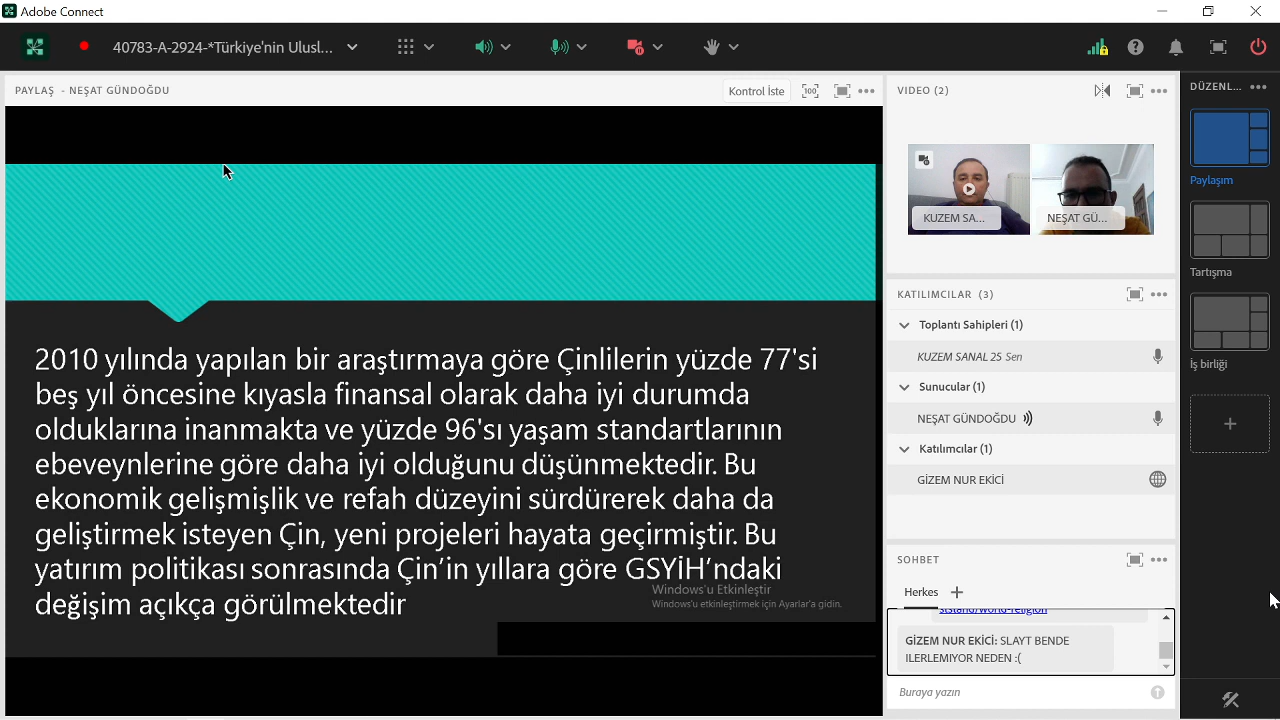 Adobe Connect
40783-A-2924-*Türkiye'nin Ulusl...
PAYLAŞ - NEŞAT GÜNDOĞDU
Kontrol İste
100
2010 yılında yapılan bir araştırmaya göre Çinlilerin yüzde 77'si
beş yıl öncesine kıyasla finansal olarak daha iyi durumda
olduklarına inanmakta ve yüzde 96'sı yaşam standartlarının
ebeveynlerine göre daha iyi olduğunu düşünmektedir. Bu
ekonomik gelişmişlik ve refah düzeyini sürdürerek daha da
geliştirmek isteyen Çin, yeni projeleri hayata geçirmiştir. Bu
yatırım politikası sonrasında Çin'in yıllara göre GSYİH'ndaki
değişim açıkça görülmektedir
Windows'u Etkinleştir
Windows'u etkinleştirmek için Ayarlar'a gidin.
VIDEO (2)
KUZEM SA...
NEŞAT GÜ...
KATILIMCILAR (3)
Toplantı Sahipleri (1)
KUZEM SANAL 25 Sen
Sunucular (1)
NEŞAT GÜNDOĞDU
Katılımcılar (1)
GİZEM NUR EKİCİ
SOHBET
Herkes
GİZEM NUR EKİCİ: SLAYT BENDE
ILERLEMIYOR NEDEN :(
Buraya yazın
DÜZENL...
Paylaşım
Tartışma
İş birliği